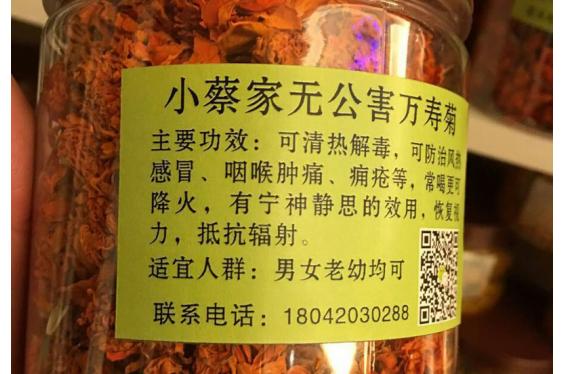 小蔡家无公害万寿菊
主要功效：可清热解毒，可防治风热
感冒、咽喉肿痛、痈疮等，常喝更可
降火，有宁神静思的效用，恢复视
力，抵抗辐射。
适宜人群：男女老幼均可
联系电话：18042030288